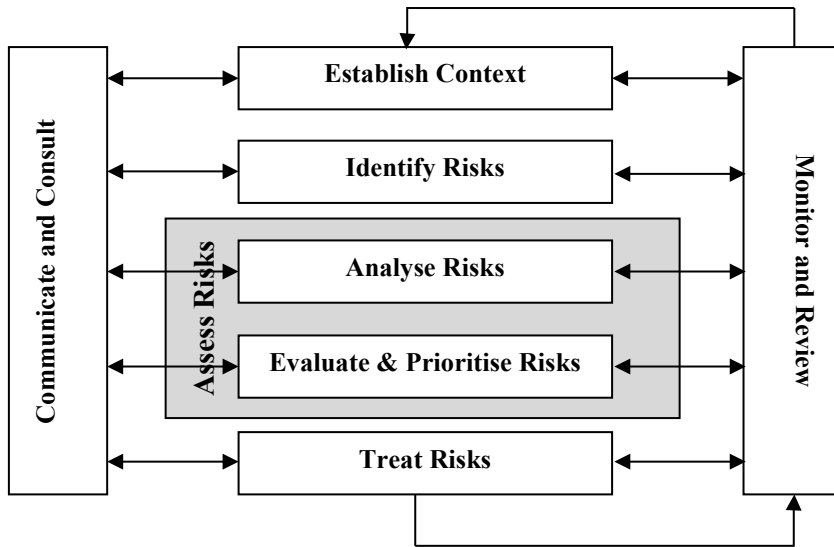 Communicate and Consult
Establish Context
Identify Risks
Assess Risks
Analyse Risks
Evaluate & Prioritise Risks
Treat Risks
Monitor and Review